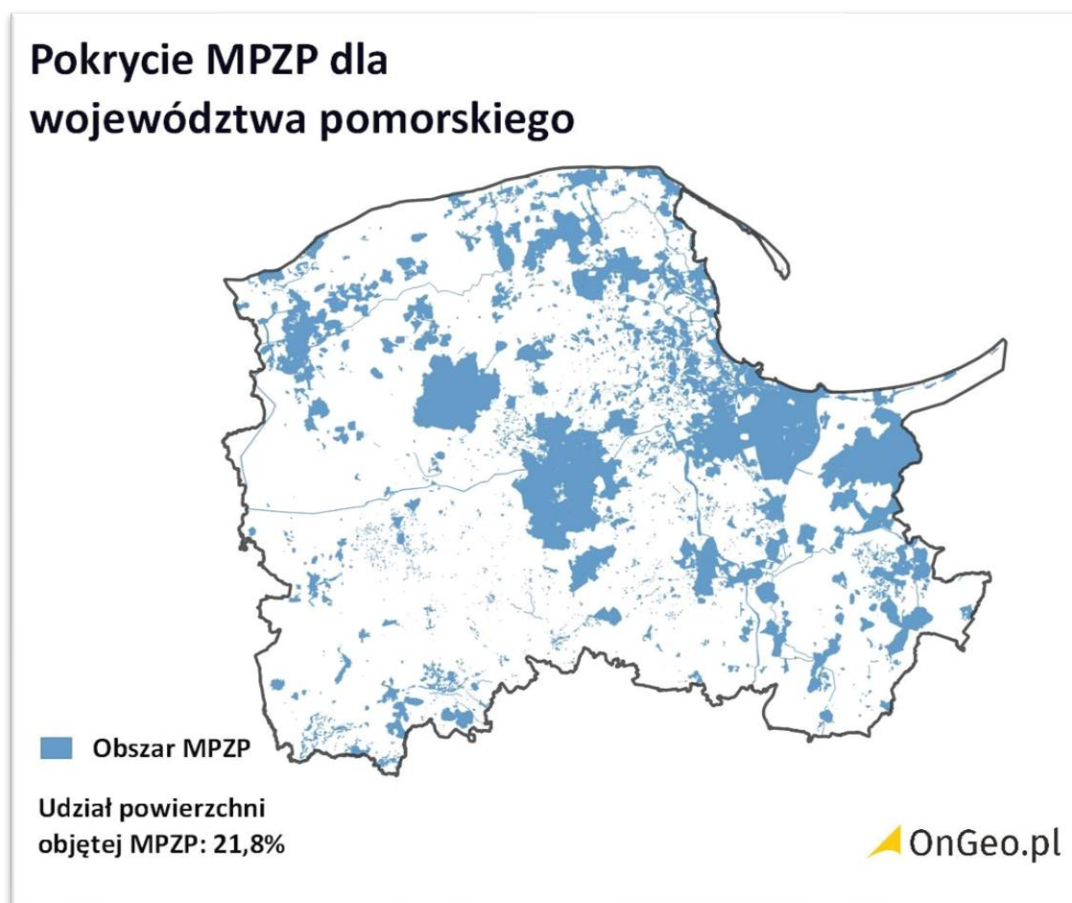 Pokrycie MPZP dla
województwa pomorskiego
Obszar MPZP
Udział powierzchni
objętej MPZP: 21,8%
OnGeo.pl